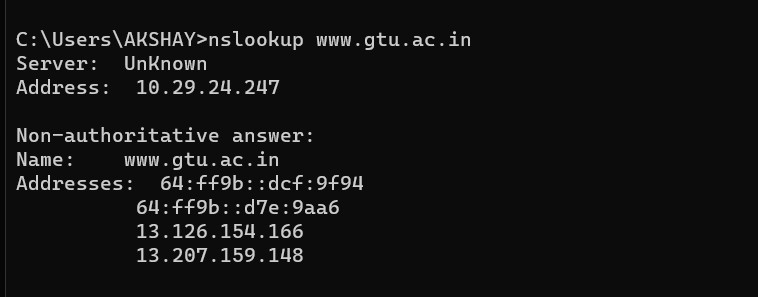 C:\Users\AKSHAY>nslookup www.gtu.ac.in
Server:  UnKnown
Address:  10.29.24.247
Non-authoritative answer:
Name:    www.gtu.ac.in
Addresses:  64:ff9b::dcf:9f94
64:ff9b::d7e:9aa6
13.126.154.166
13.207.159.148